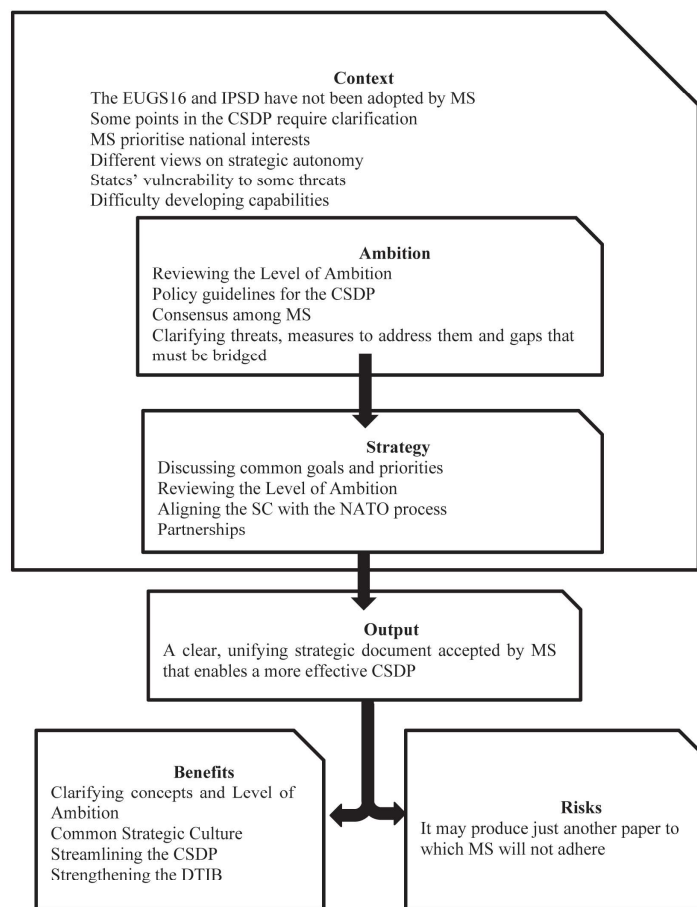 Context
The EUGS16 and IPSD have not been adopted by MS
Some points in the CSDP require clarification
MS prioritise national interests
Different views on strategic autonomy
States' vulnerability to some threats
Difficulty developing capabilities
Ambition
Reviewing the Level of Ambition
Policy guidelines for the CSDP
Consensus among MS
Clarifying threats, measures to address them and gaps that
must be bridged
Strategy
Discussing common goals and priorities
Reviewing the Level of Ambition
Aligning the SC with the NATO process
Partnerships
Output
A clear, unifying strategic document accepted by MS
that enables a more effective CSDP
Benefits
Clarifying concepts and Level of
Ambition
Common Strategic Culture
Streamlining the CSDP
Strengthening the DTIB
Risks
It may produce just another paper to
which MS will not adhere